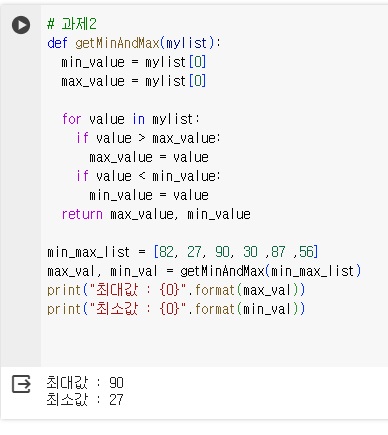 # 과제2
def getMinAndMax(mylist):
  min_value = mylist[0]
  max_value = mylist[0]

  for value in mylist:
    if value > max_value:
      max_value = value
    if value < min_value:
      min_value = value
  return max_value, min_value

min_max_list = [82, 27, 90, 30 ,87 ,56]
max_val, min_val = getMinAndMax(min_max_list)
print("최대값 : {0}".format(max_val))
print("최소값 : {0}".format(min_val))
최대값 : 90
최소값 : 27